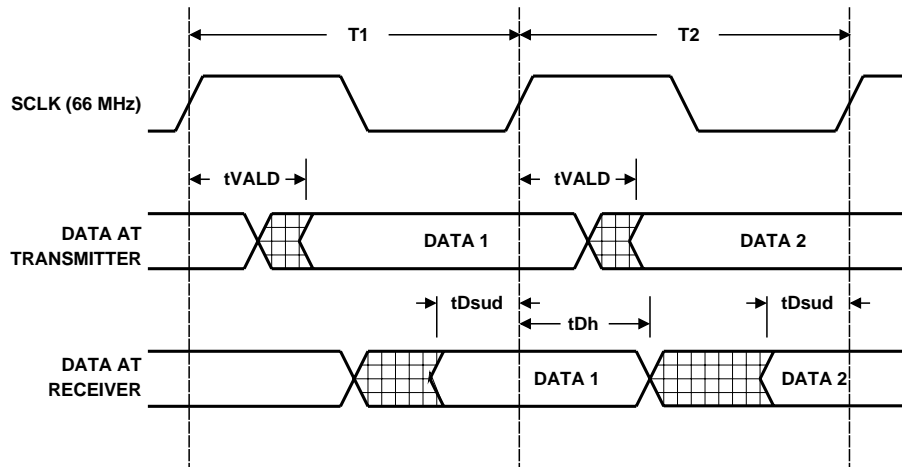 T1
T2
SCLK (66 MHz)
tVALD
tVALD
DATA AT
TRANSMITTER
DATA 1
DATA 2
tDsud
tDh
tDsud
DATA AT
RECEIVER
DATA 1
DATA 2